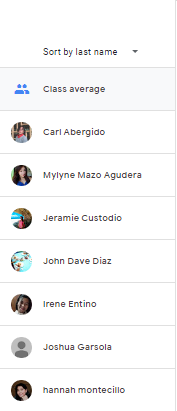 Sort by last name
Class average
Carl Abergido
Mylyne Mazo Agudera
Jeramie Custodio
John Dave Diaz
Irene Entino
Joshua Garsola
hannah montecillo